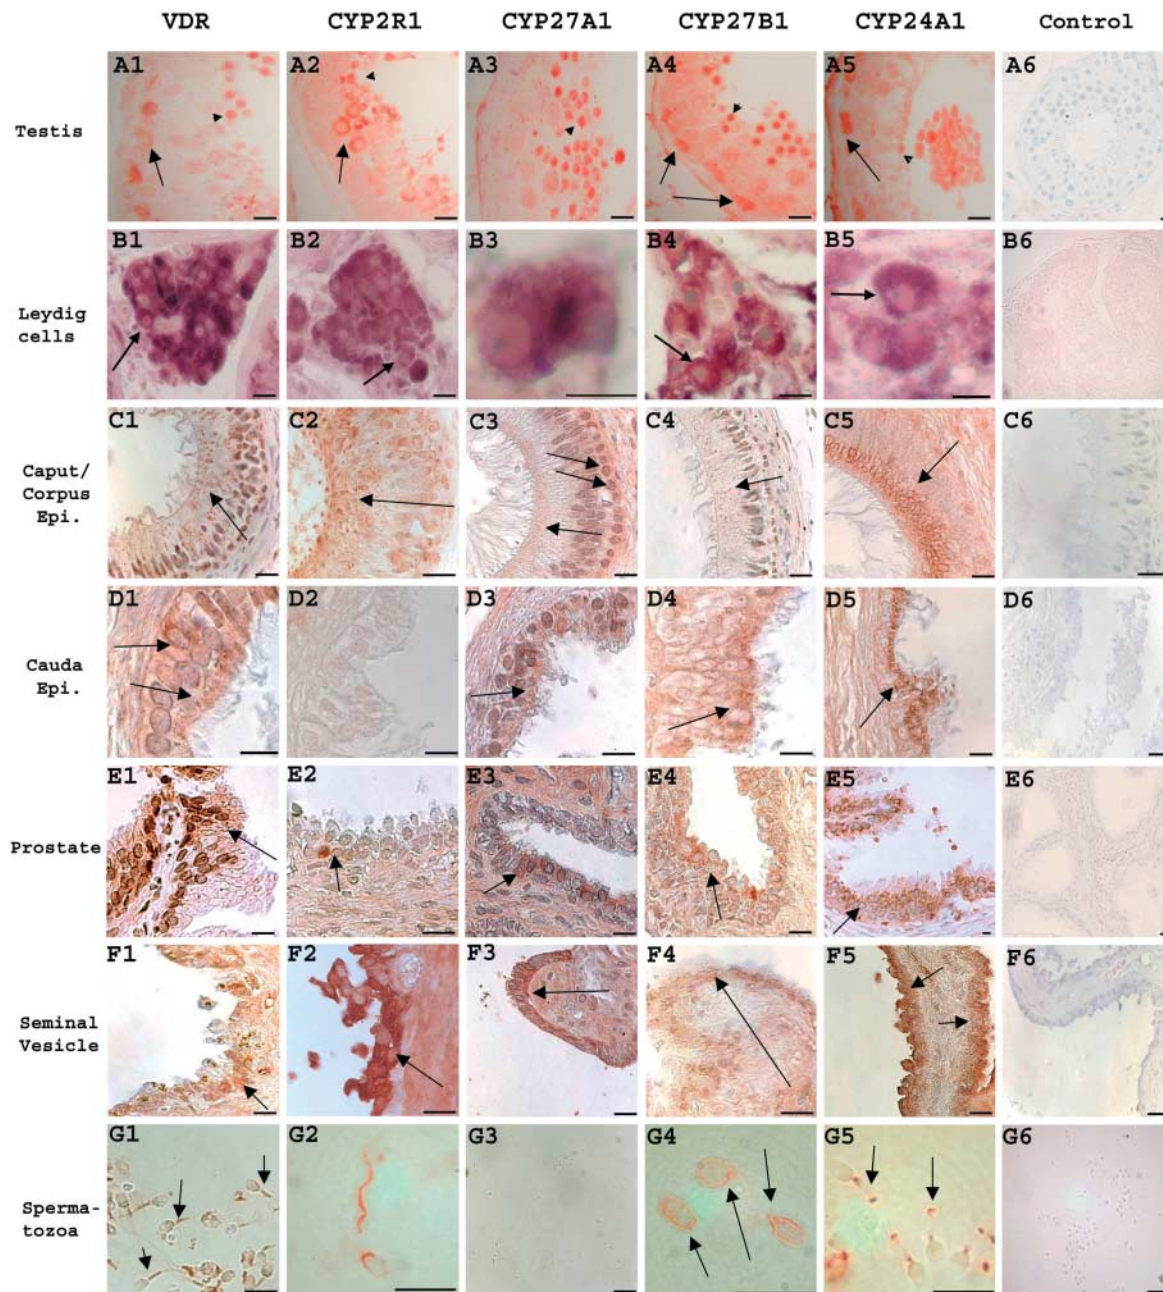 VDR CYP2R1 CYP27A1 CYP27B1 CYP24A1 Control
A1 A2 A3 A4 A5 A6
Testis
B1 B2 B3 B4 B5 B6
Leydig
cells
C1 C2 C3 C4 C5 C6
Caput/
Corpus
Epi.
D1 D2 D3 D4 D5 D6
Cauda
Epi.
E1 E2 E3 E4 E5 E6
Prostate
F1 F2 F3 F4 F5 F6
Seminal
Vesicle
G1 G2 G3 G4 G5 G6
Sperma-
tozoa